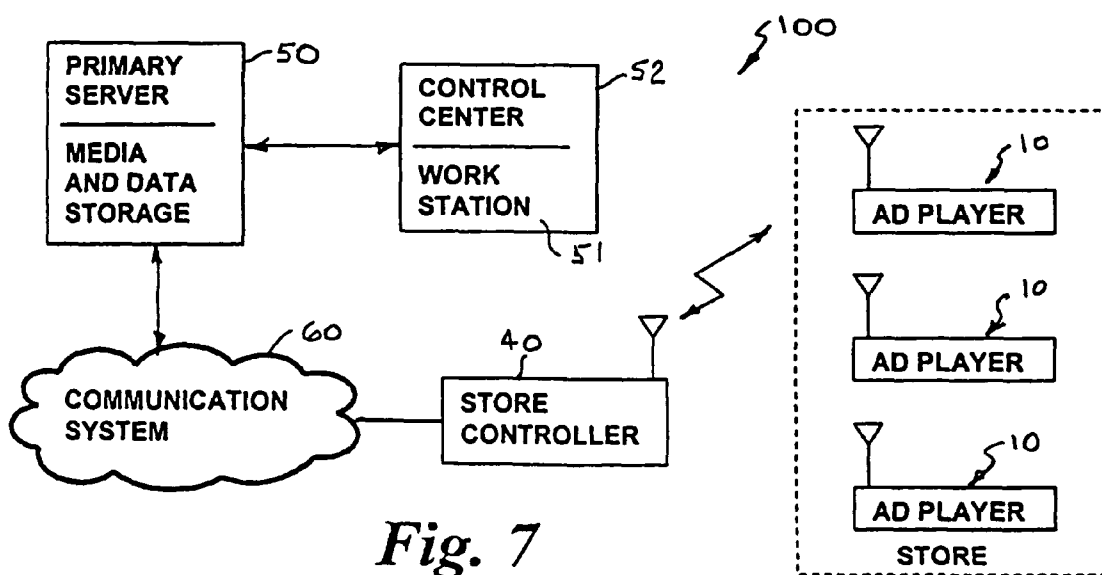 100
PRIMARY
SERVER
MEDIA
AND DATA
STORAGE
50
CONTROL
CENTER
WORK
STATION
52
51
10
AD PLAYER
10
AD PLAYER
10
AD PLAYER
STORE
60
COMMUNICATION
SYSTEM
40
STORE
CONTROLLER
Fig. 7